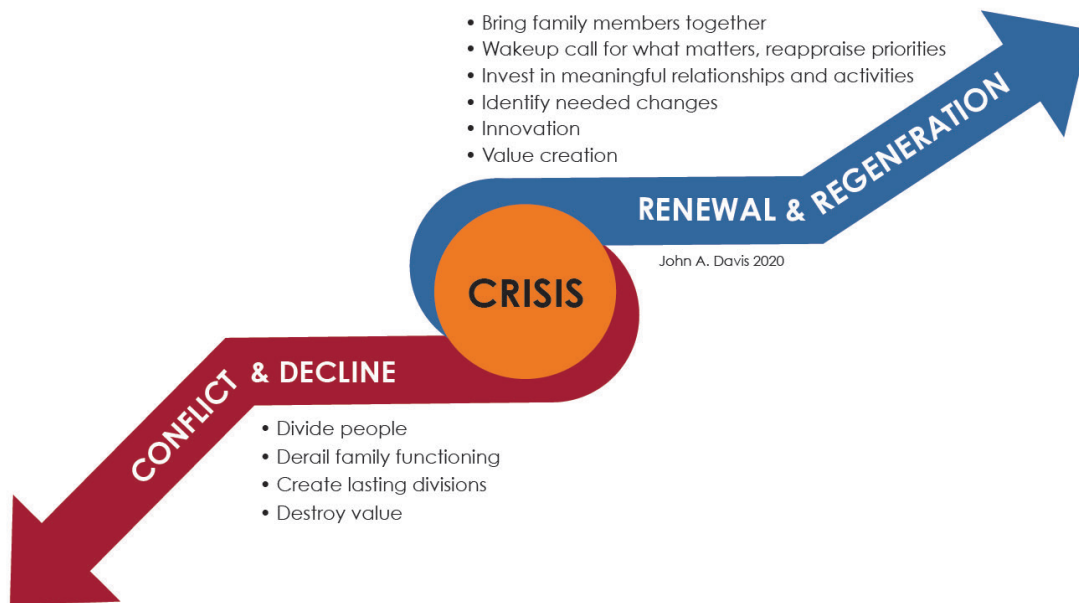 • Bring family members together
• Wakeup call for what matters, reappraise priorities
• Invest in meaningful relationships and activities
• Identify needed changes
• Innovation
• Value creation
RENEWAL & REGENERATION
John A. Davis 2020
CRISIS
CONFLICT & DECLINE
• Divide people
• Derail family functioning
• Create lasting divisions
• Destroy value